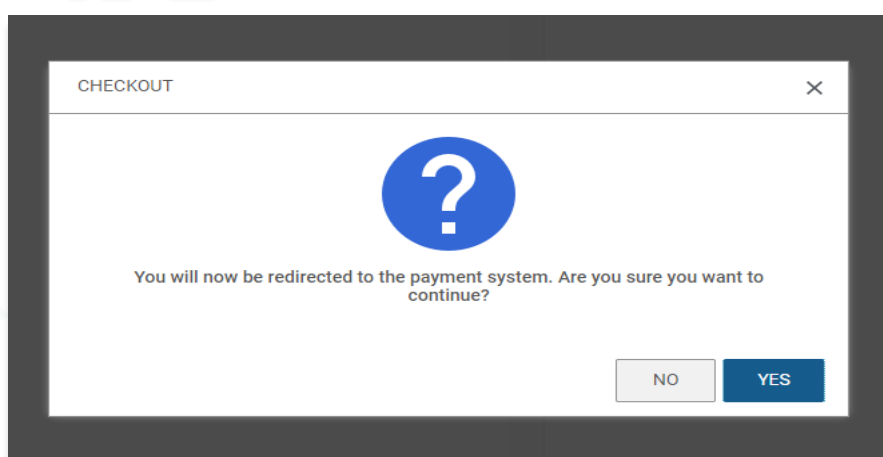 CHECKOUT
?
You will now be redirected to the payment system. Are you sure you want to
continue?
NO
YES